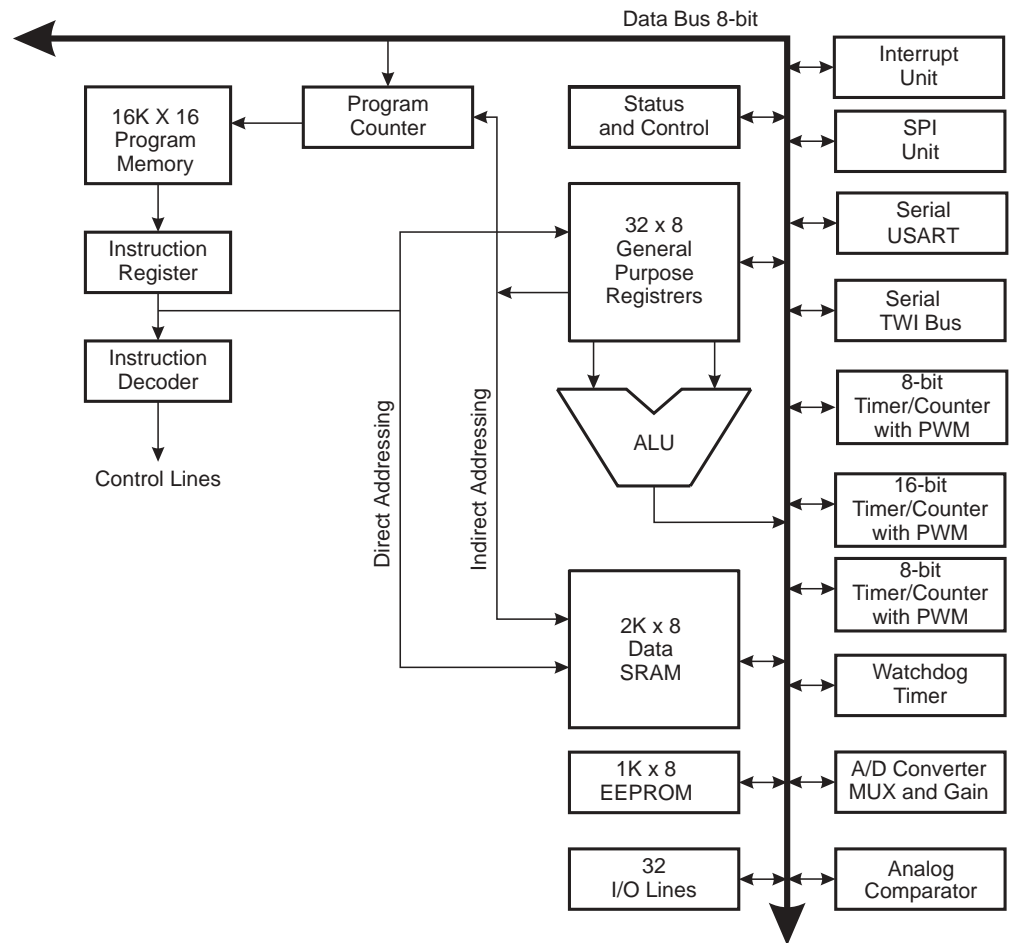 Data Bus 8-bit
16K X 16
Program
Memory
Program
Counter
Status
and Control
Interrupt
Unit
SPI
Unit
Instruction
Register
32 x 8
General
Purpose
Registrers
Serial
USART
Serial
TWI Bus
Instruction
Decoder
Control Lines
Direct Addressing
Indirect Addressing
ALU
8-bit
Timer/Counter
with PWM
16-bit
Timer/Counter
with PWM
8-bit
Timer/Counter
with PWM
2K x 8
Data
SRAM
Watchdog
Timer
1K x 8
EEPROM
A/D Converter
MUX and Gain
32
I/O Lines
Analog
Comparator